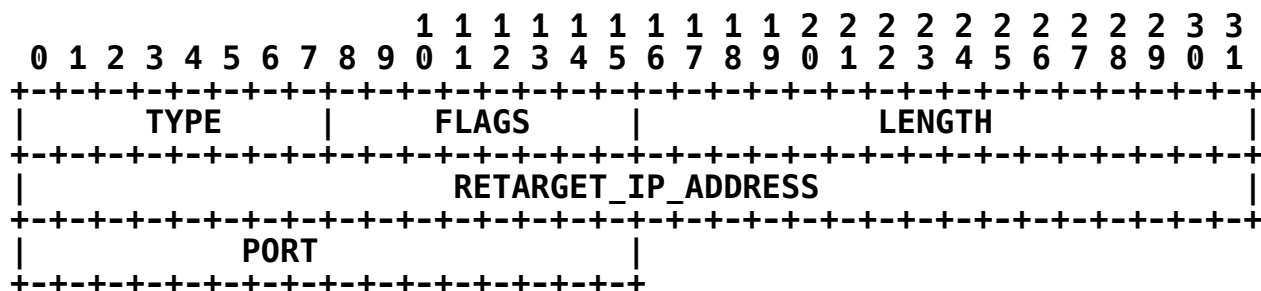 1 1 1 1 1 1 1 1 1 1 2 2 2 2 2 2 2 2 2 2 3 3
 0 1 2 3 4 5 6 7 8 9 0 1 2 3 4 5 6 7 8 9 0 1 2 3 4 5 6 7 8 9 0 1
+-+-+-+-+-+-+-+-+-+-+-+-+-+-+-+-+-+-+-+-+-+-+-+-+-+-+-+-+-+-+-+-+
|      TYPE     |     FLAGS     |            LENGTH             |
+-+-+-+-+-+-+-+-+-+-+-+-+-+-+-+-+-+-+-+-+-+-+-+-+-+-+-+-+-+-+-+-+
|                      RETARGET_IP_ADDRESS                      |
+-+-+-+-+-+-+-+-+-+-+-+-+-+-+-+-+-+-+-+-+-+-+-+-+-+-+-+-+-+-+-+-+
|           PORT                |
+-+-+-+-+-+-+-+-+-+-+-+-+-+-+-+-+